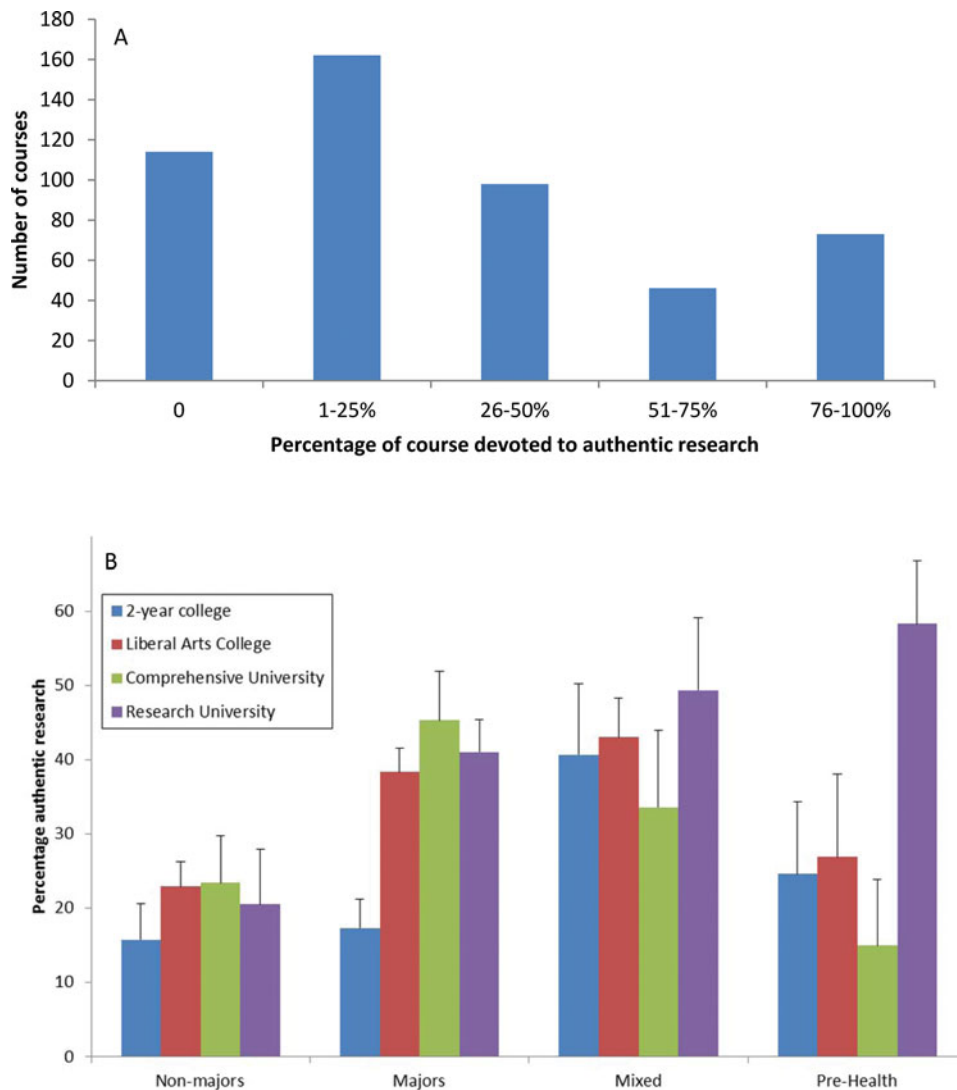 A
180
160
140
120
100
80
60
40
20
0
Number of courses
0 1-25% 26-50% 51-75% 76-100%
Percentage of course devoted to authentic research
B
2-year college
Liberal Arts College
Comprehensive University
Research University
60
50
40
30
20
10
0
Percentage authentic research
Non-majors Majors Mixed Pre-Health